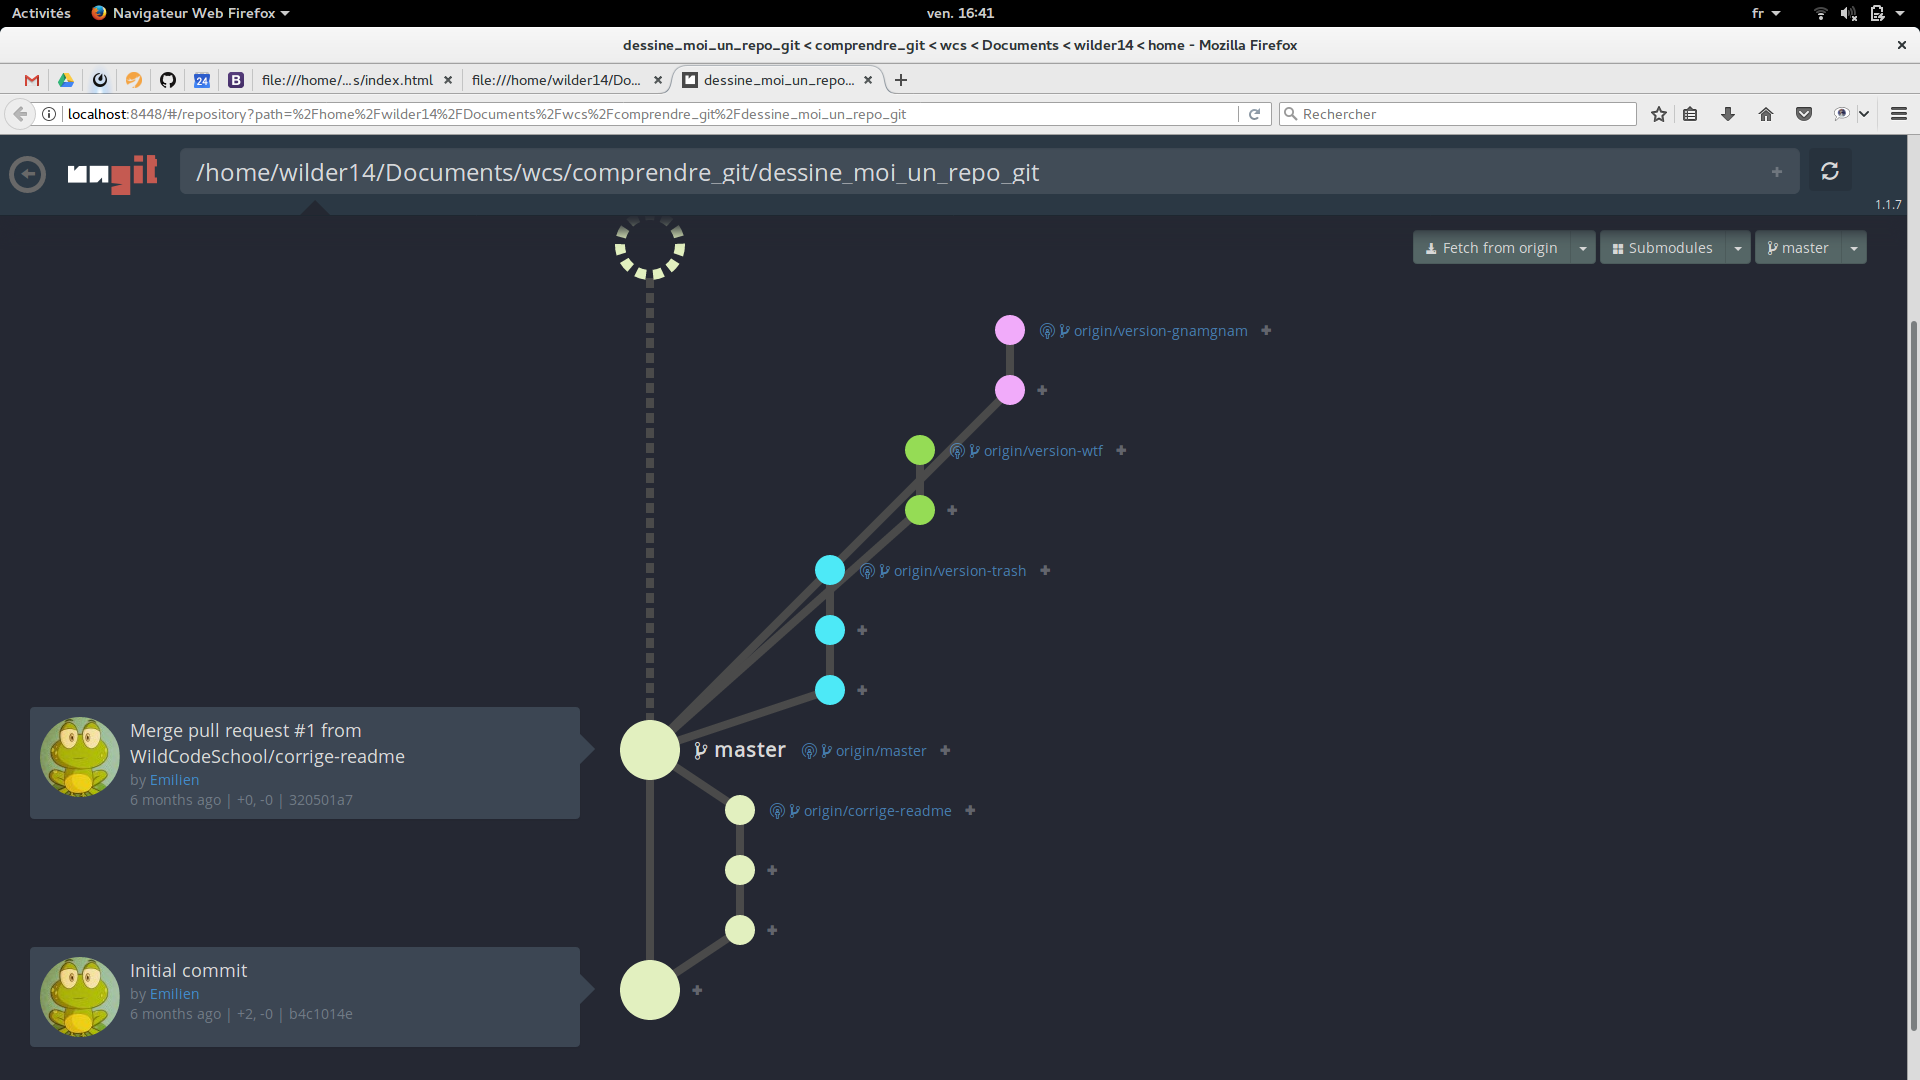 Activités
Navigateur Web Firefox
ven. 16:41
fr
dessine_moi_un_repo_git < comprendre_git < wcs < Documents < wilder14 < home - Mozilla Firefox
24
B
file:///home/...s/index.html
file:///home/wilder14/Do...
dessine_moi_un_repo...
localhost:8448/#/repository?path=%2Fhome%2Fwilder14%2FDocuments%2Fwcs%2Fcomprendre_git%2Fdessine_moi_un_repo_git
Rechercher
ungit
/home/wilder14/Documents/wcs/comprendre_git/dessine_moi_un_repo_git
1.1.7
Fetch from origin
Submodules
master
origin/version-gnamgnam
origin/version-wtf
origin/version-trash
Merge pull request #1 from
WildCodeSchool/corrige-readme
by Emilien
6 months ago | +0, -0 | 320501a7
master
origin/master
origin/corrige-readme
Initial commit
by Emilien
6 months ago | +2, -0 | b4c1014e